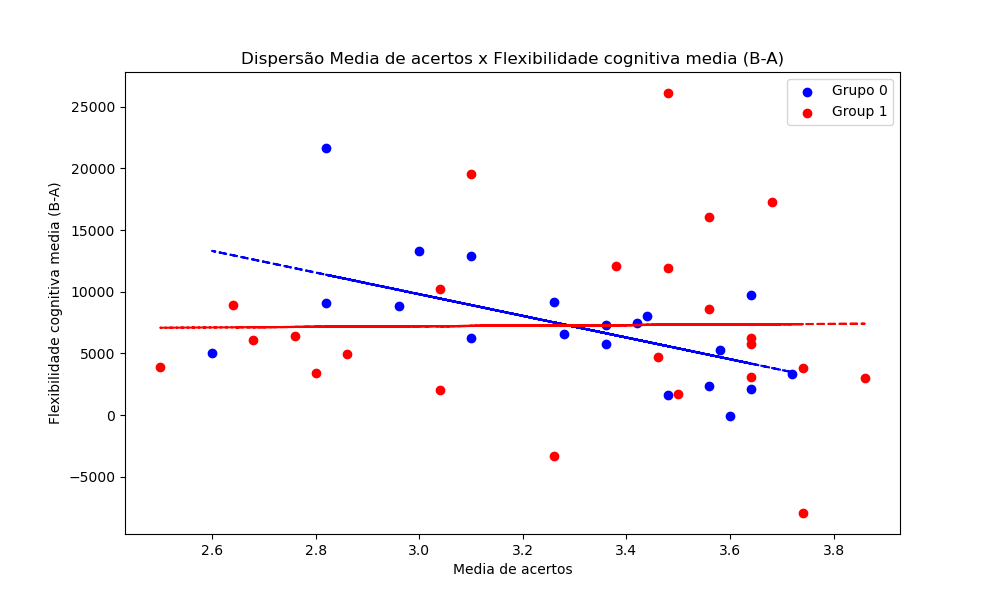 Dispersão Media de acertos x Flexibilidade cognitiva media (B-A)
Grupo 0
Group 1
25000
20000
15000
10000
5000
0
−5000
Flexibilidade cognitiva media (B-A)
2.6 2.8 3.0 3.2 3.4 3.6 3.8
Media de acertos